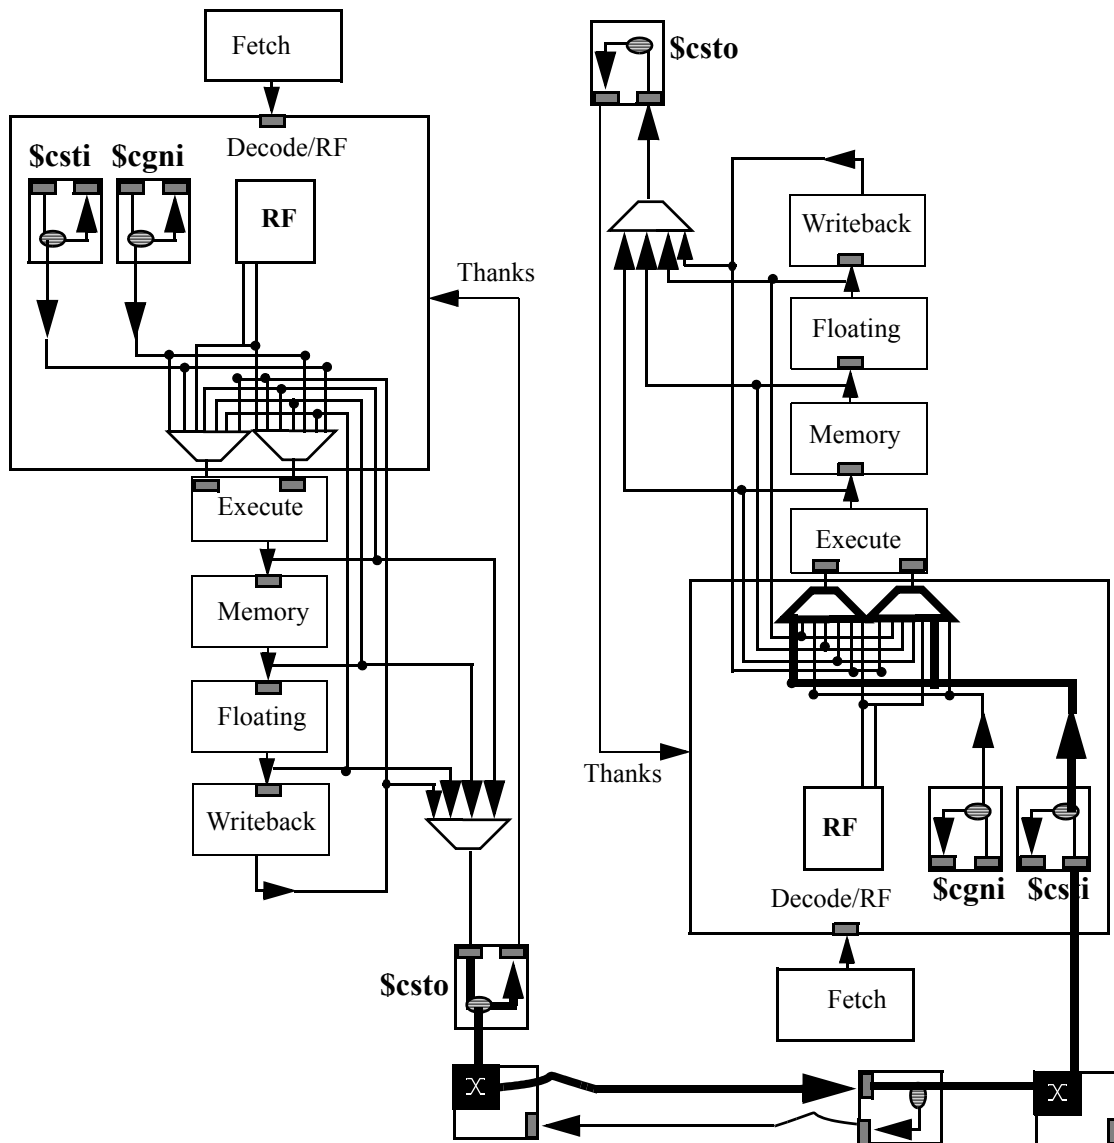 Fetch
Decode/RF
$csti
$cgni
RF
Thanks
Execute
Memory
Floating
Writeback
$csto
$csto
Writeback
Floating
Memory
Execute
Thanks
RF
$cgni
$csti
Decode/RF
Fetch